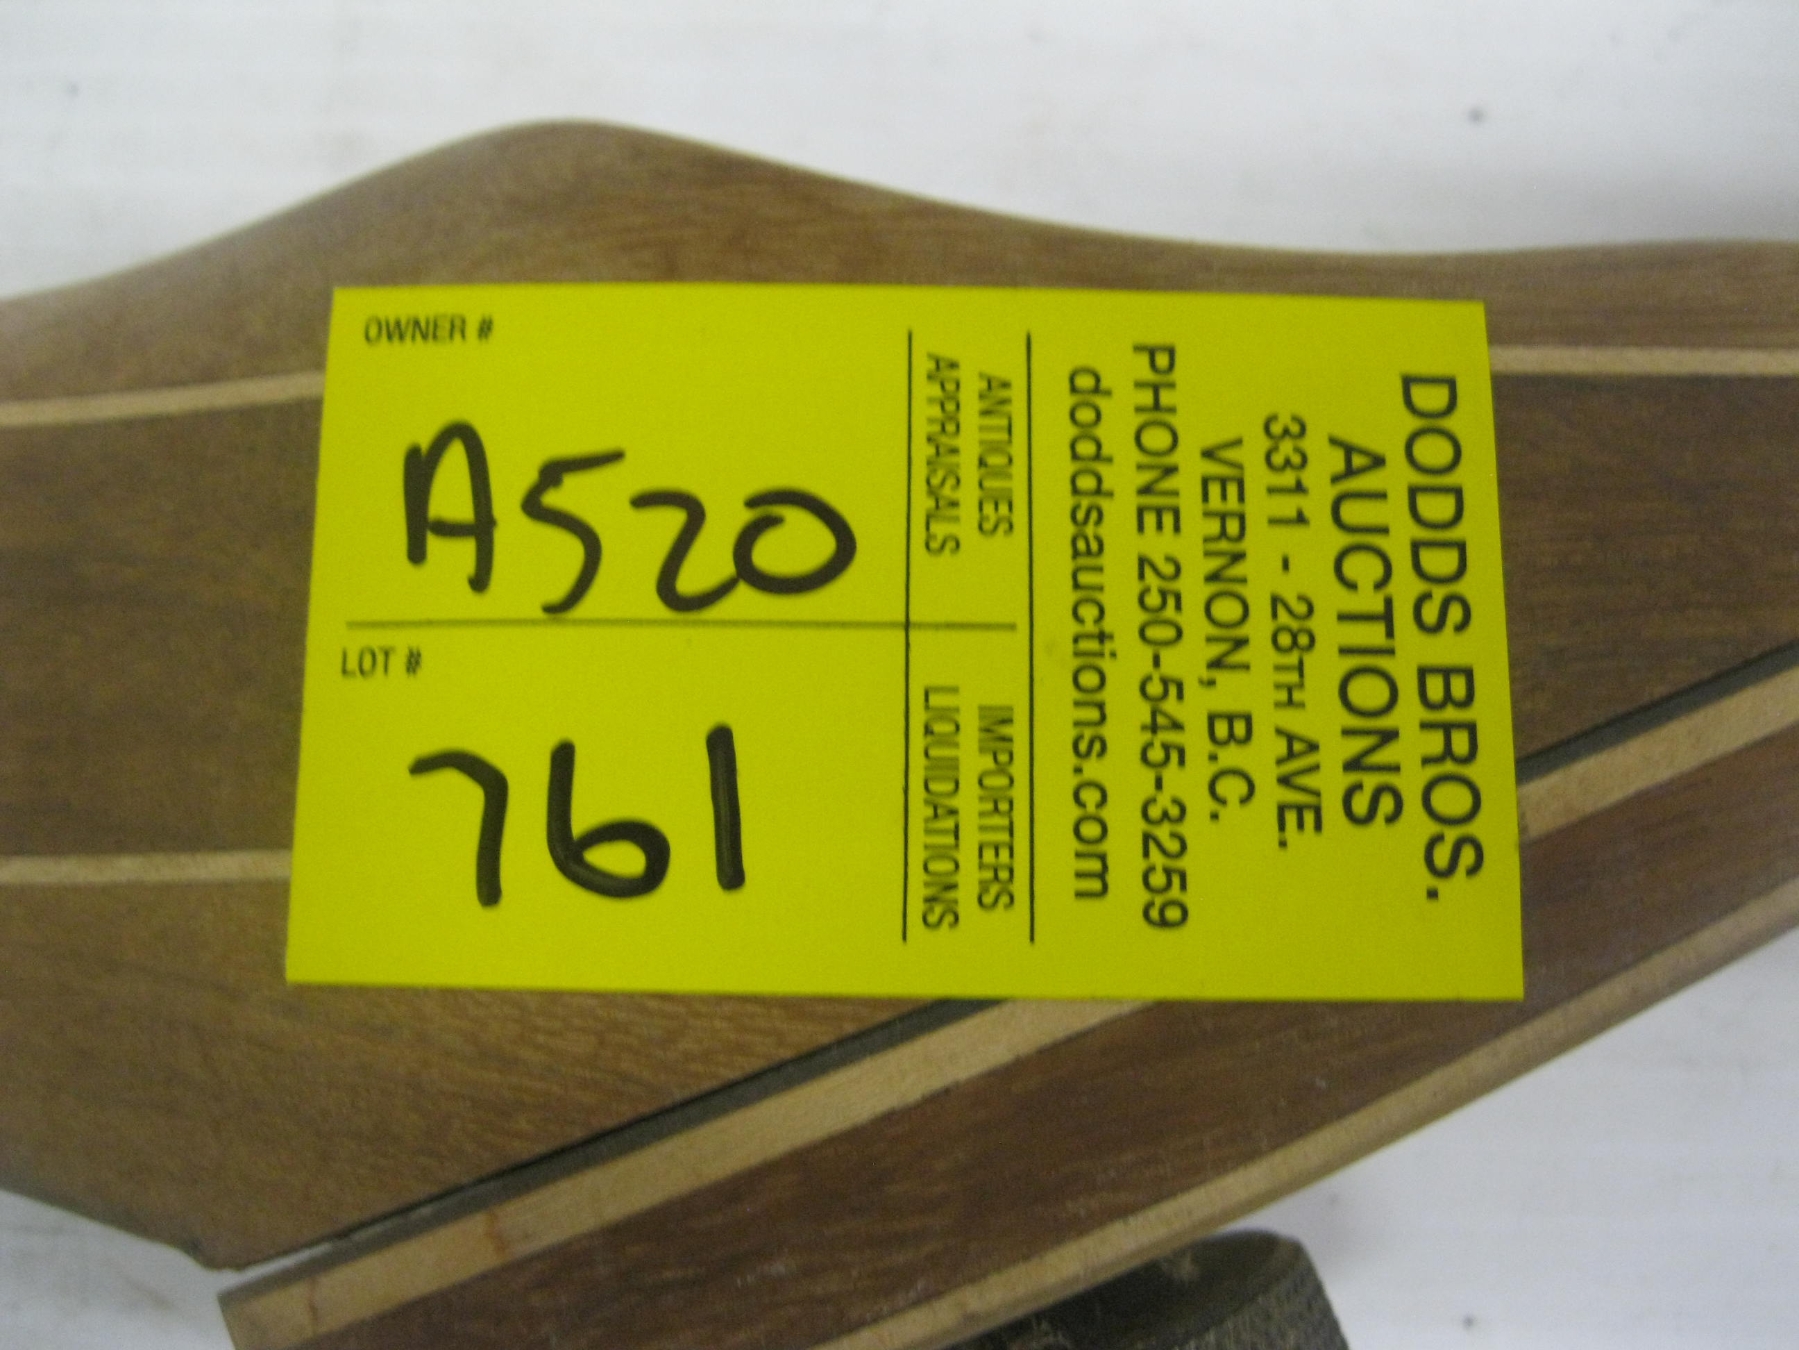 DODDS BROS.
AUCTIONS
3311 - 28TH AVE.
VERNON, B.C.
PHONE 250-545-3259
doddsauctions.com
ANTIQUES IMPORTERS
APPRAISALS LIQUIDATIONS
OWNER #
A520
LOT #
761